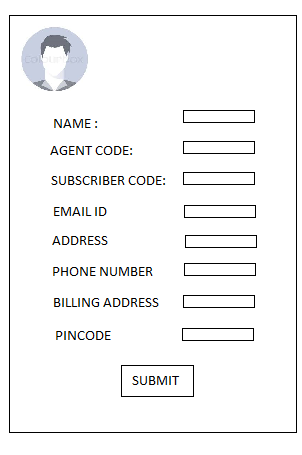 NAME :
AGENT CODE:
SUBSCRIBER CODE:
EMAIL ID
ADDRESS
PHONE NUMBER
BILLING ADDRESS
PINCODE
SUBMIT